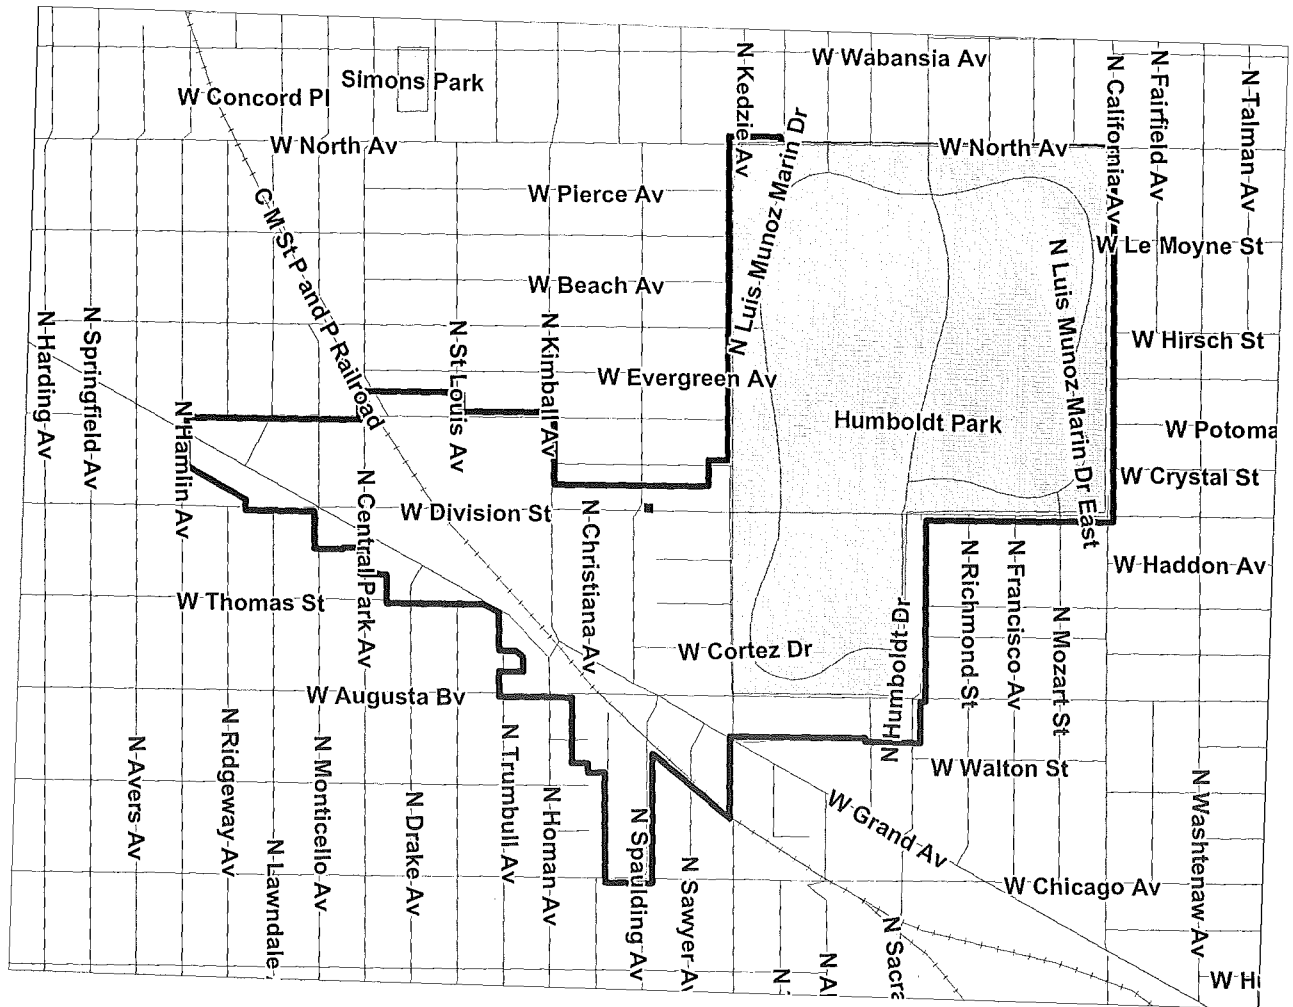 W Wabansia Av
Simons Park
W Concord Pl
W North Av
W North Av
N Kedzie Av
N Luis Munoz Marin Dr
N California Av
N Fairfield Av
N Talman Av
C M St P and P Railroad
W Pierce Av
W Le Moyne St
W Beach Av
N Luis Munoz Marin Dr East
W Hirsch St
N Harding Av
N Springfield Av
N St Louis Av
N Kimball Av
W Evergreen Av
N Hamlin Av
Humboldt Park
W Potoma
W Crystal St
N Central Park Av
W Division St
N Christiana Av
N Richmond St
N Francisco Av
N Mozart St
W Haddon Av
W Thomas St
N Humboldt Dr
W Cortez Dr
W Augusta Bv
N Avers Av
N Ridgeway Av
N Lawndale
N Monticello Av
N Drake Av
N Trumbull Av
N Homan Av
N Spaulding Av
N Sawyer Av
W Walton St
W Grand Av
N Washtenaw Av
W Chicago Av
N Sacra
N Al
W H